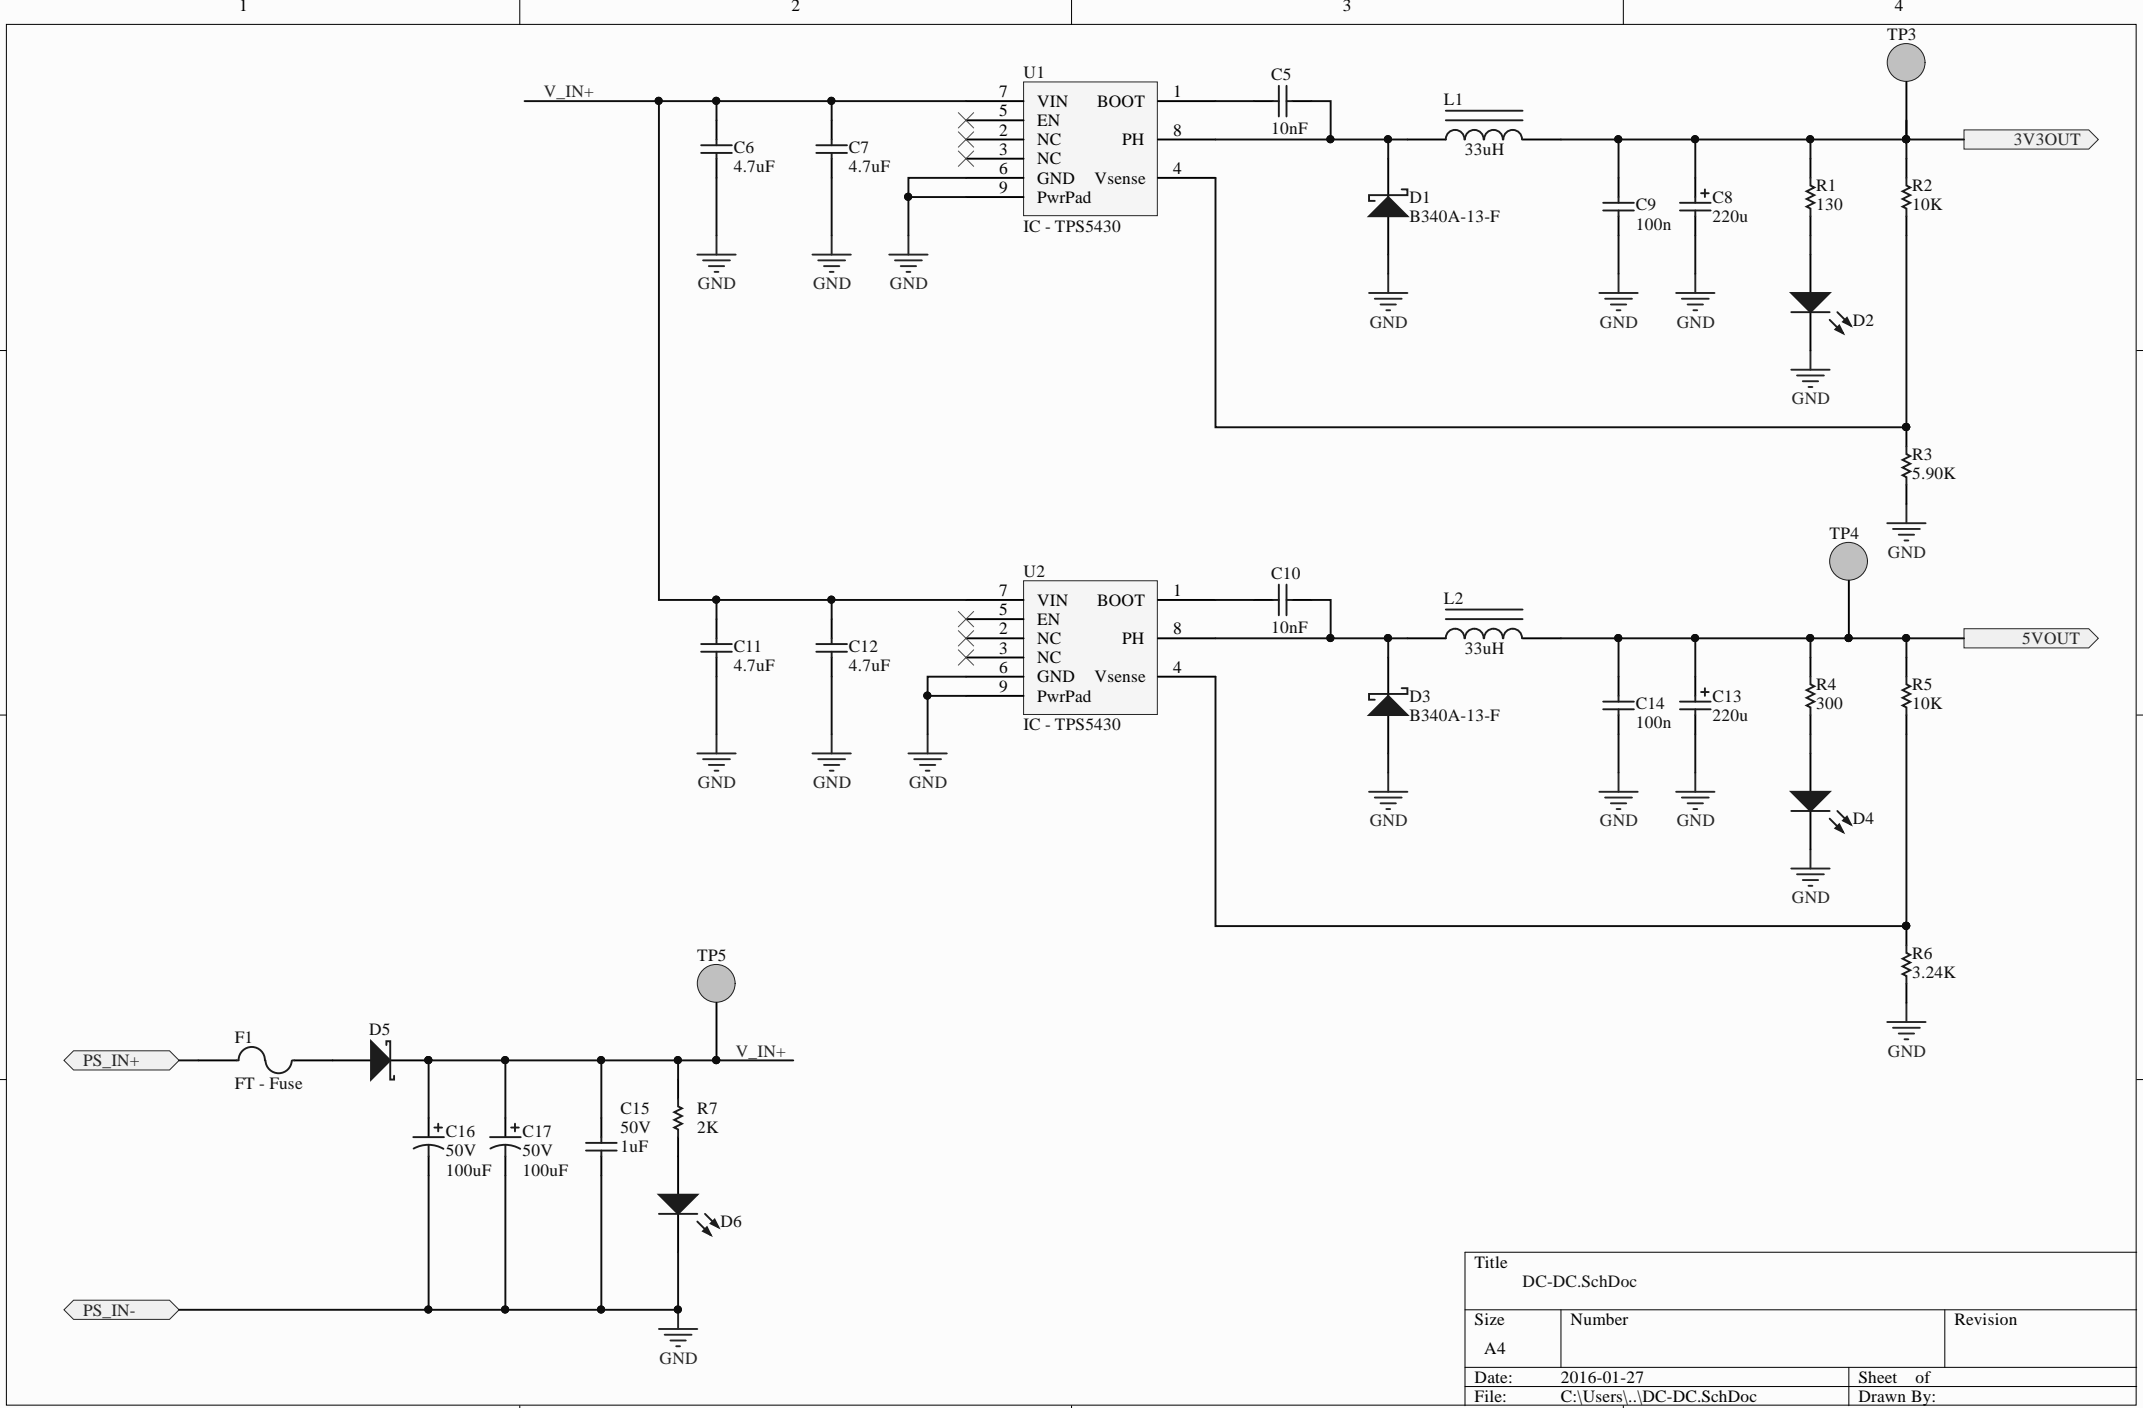 1 2 3 4
TP3
U1
V_IN+
7 VIN BOOT 1
5 EN
2 NC PH 8
3 NC
6 GND Vsense 4
9 PwrPad
IC - TPS5430
C5
10nF
L1
33uH
3V3OUT
C6
4.7uF
C7
4.7uF
GND
GND
GND
D1
B340A-13-F
GND
C9
100n
GND
C8
220u
GND
R1
130
D2
GND
R2
10K
R3
5.90K
GND
TP4
U2
7 VIN BOOT 1
5 EN
2 NC PH 8
3 NC
6 GND Vsense 4
9 PwrPad
IC - TPS5430
C10
10nF
L2
33uH
5VOUT
C11
4.7uF
C12
4.7uF
GND
GND
GND
D3
B340A-13-F
GND
C14
100n
GND
C13
220u
GND
R4
300
D4
GND
R5
10K
R6
3.24K
GND
TP5
PS_IN+
F1
FT - Fuse
D5
V_IN+
+ C16
50V
100uF
+ C17
50V
100uF
C15
50V
1uF
R7
2K
D6
PS_IN-
GND
Title
DC-DC.SchDoc
Size
A4
Number
Revision
Date: 2016-01-27
Sheet of
File: C:\Users\..\DC-DC.SchDoc
Drawn By: